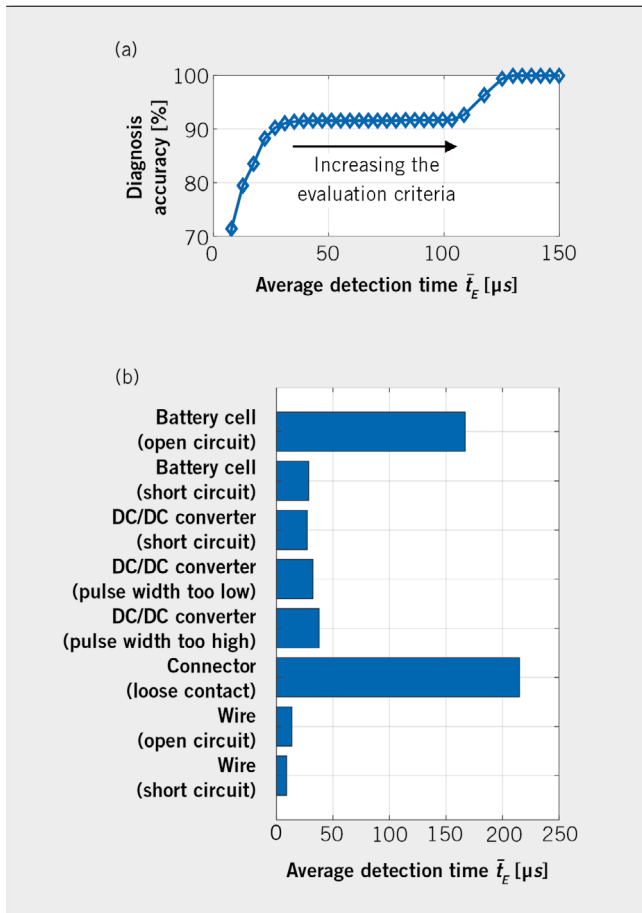 (a)
100
90
80
70
Diagnosis
accuracy [%]
Increasing the
evaluation criteria
50
100
150
Average detection time t̄_E [µs]
(b)
Battery cell
(open circuit)
Battery cell
(short circuit)
DC/DC converter
(short circuit)
DC/DC converter
(pulse width too low)
DC/DC converter
(pulse width too high)
Connector
(loose contact)
Wire
(open circuit)
Wire
(short circuit)
0 50 100 150 200 250
Average detection time t̄_E [µs]